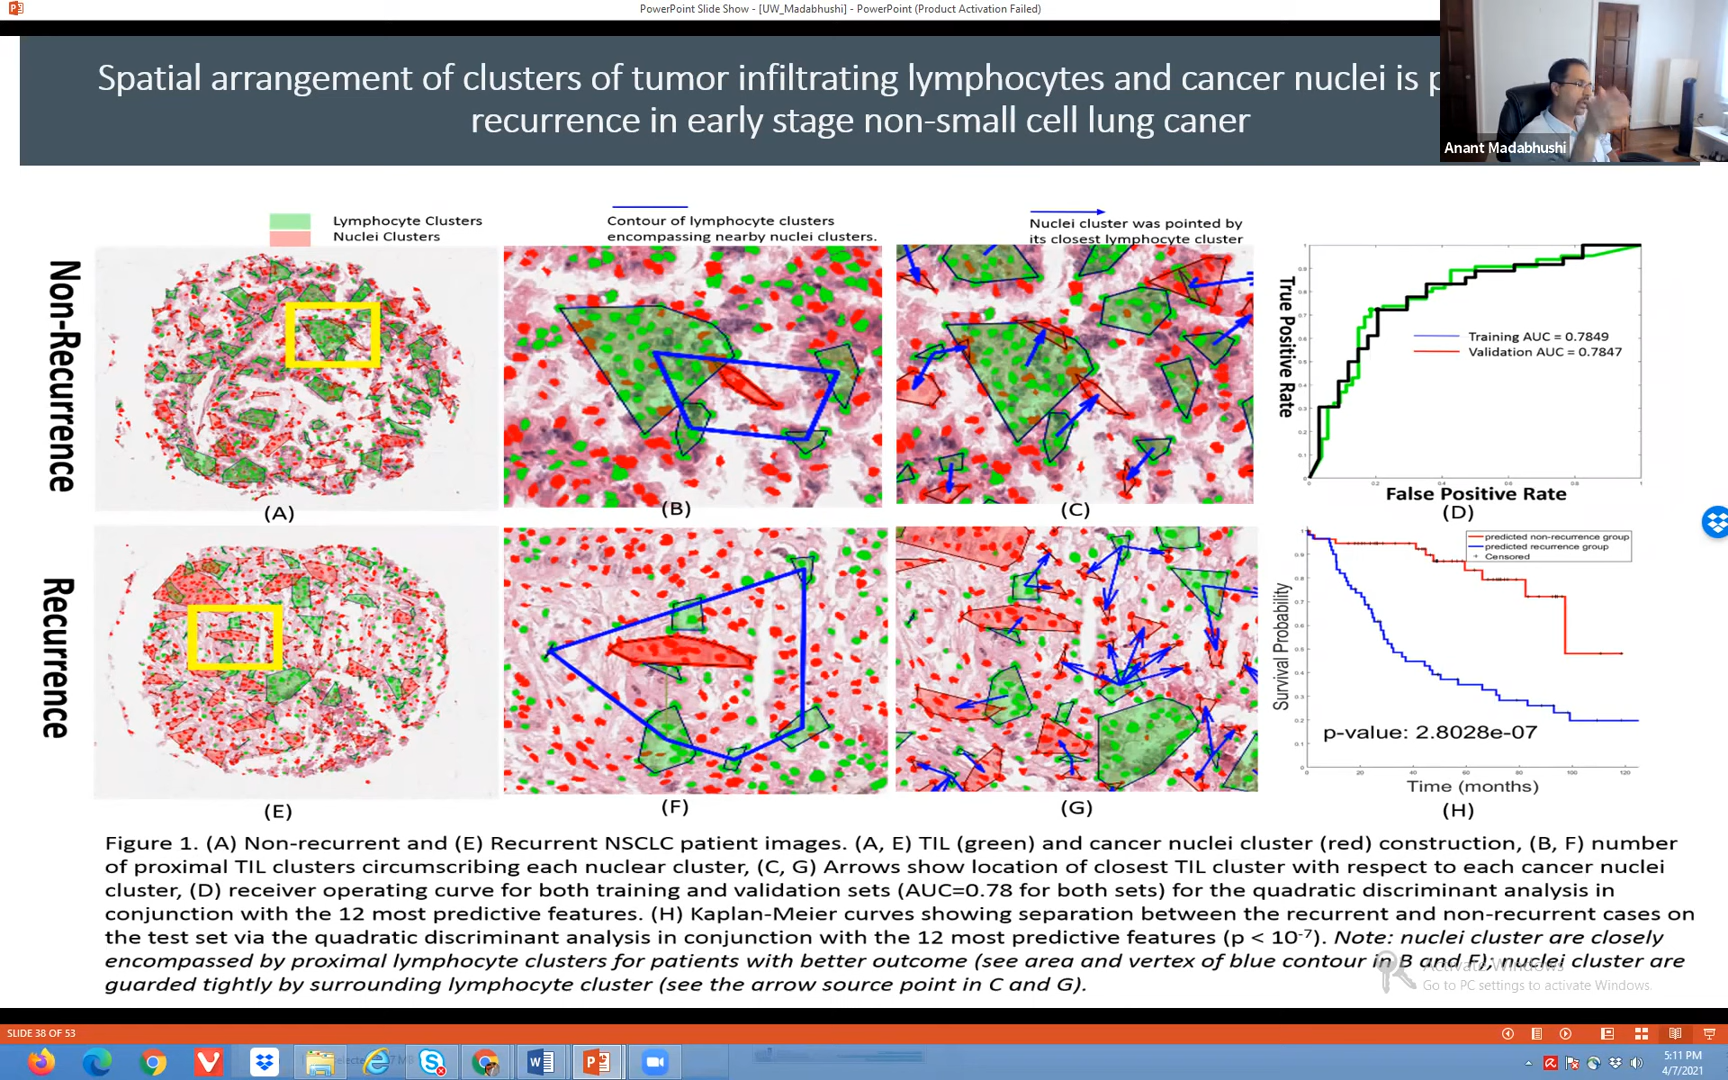 PowerPoint Slide Show - [UW_Madabhushi] - PowerPoint (Product Activation Failed)
Spatial arrangement of clusters of tumor infiltrating lymphocytes and cancer nuclei is
recurrence in early stage non-small cell lung caner
Anant Madabhushi
Lymphocyte Clusters
Nuclei Clusters
Contour of lymphocyte clusters
encompassing nearby nuclei clusters.
Nuclei cluster was pointed by
its closest lymphocyte cluster
Non-Recurrence
(A)
(B)
(C)
True Positive Rate
Training AUC = 0.7849
Validation AUC = 0.7847
False Positive Rate
(D)
Recurrence
(E)
(F)
(G)
Survival Probability
predicted non-recurrence group
predicted recurrence group
Censored
p-value: 2.8028e-07
0 20 40 60 80 100 120
Time (months)
(H)
Figure 1. (A) Non-recurrent and (E) Recurrent NSCLC patient images. (A, E) TIL (green) and cancer nuclei cluster (red) construction, (B, F) number
of proximal TIL clusters circumscribing each nuclear cluster, (C, G) Arrows show location of closest TIL cluster with respect to each cancer nuclei
cluster, (D) receiver operating curve for both training and validation sets (AUC=0.78 for both sets) for the quadratic discriminant analysis in
conjunction with the 12 most predictive features. (H) Kaplan-Meier curves showing separation between the recurrent and non-recurrent cases on
the test set via the quadratic discriminant analysis in conjunction with the 12 most predictive features (p < 10-7). Note: nuclei cluster are closely
encompassed by proximal lymphocyte clusters for patients with better outcome (see area and vertex of blue contour in B and F); nuclei cluster are
guarded tightly by surrounding lymphocyte cluster (see the arrow source point in C and G).
Activate Windows
Go to PC settings to activate Windows.
SLIDE 38 OF 53
5:11 PM
4/7/2021